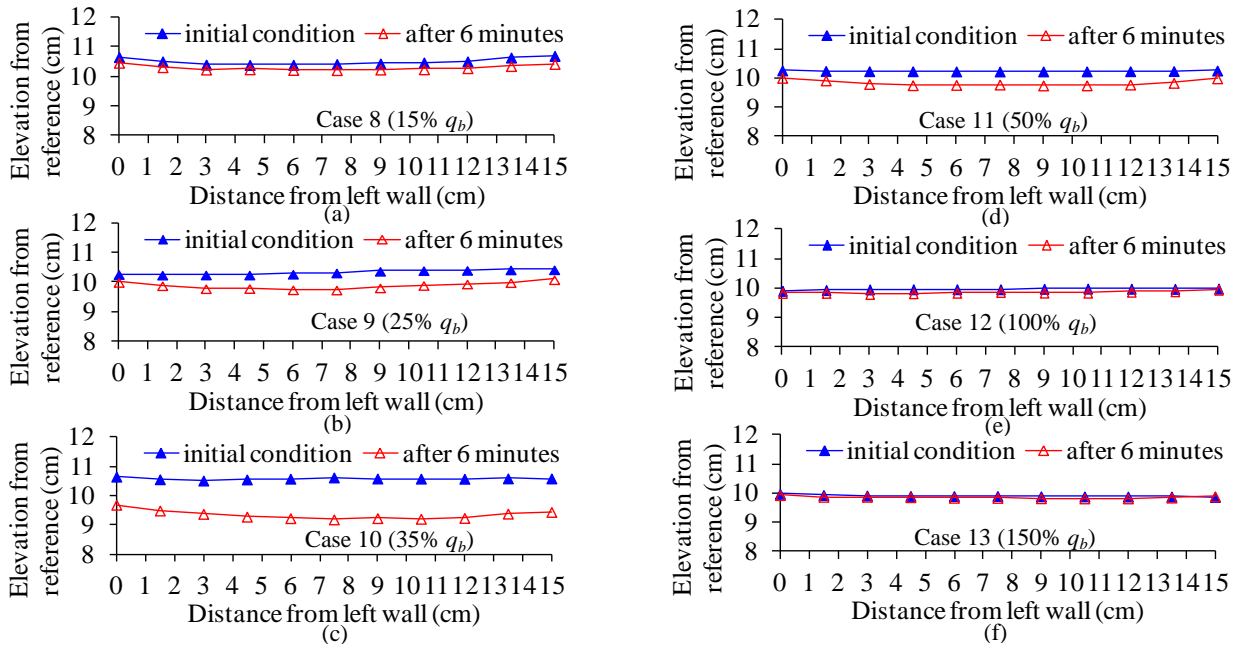 Elevation from
reference (cm)
12
11
10
9
8
initial condition
after 6 minutes
Case 8 (15% qb)
0 1 2 3 4 5 6 7 8 9 10 11 12 13 14 15
Distance from left wall (cm)
(a)
Elevation from
reference (cm)
12
11
10
9
8
initial condition
after 6 minutes
Case 9 (25% qb)
0 1 2 3 4 5 6 7 8 9 10 11 12 13 14 15
Distance from left wall (cm)
(b)
Elevation from
reference (cm)
12
11
10
9
8
initial condition
after 6 minutes
Case 10 (35% qb)
0 1 2 3 4 5 6 7 8 9 10 11 12 13 14 15
Distance from left wall (cm)
(c)
Elevation from
reference (cm)
12
11
10
9
8
initial condition
after 6 minutes
Case 11 (50% qb)
0 1 2 3 4 5 6 7 8 9 10 11 12 13 14 15
Distance from left wall (cm)
(d)
Elevation from
reference (cm)
12
11
10
9
8
initial condition
after 6 minutes
Case 12 (100% qb)
0 1 2 3 4 5 6 7 8 9 10 11 12 13 14 15
Distance from left wall (cm)
(e)
Elevation from
reference (cm)
12
11
10
9
8
initial condition
after 6 minutes
Case 13 (150% qb)
0 1 2 3 4 5 6 7 8 9 10 11 12 13 14 15
Distance from left wall (cm)
(f)